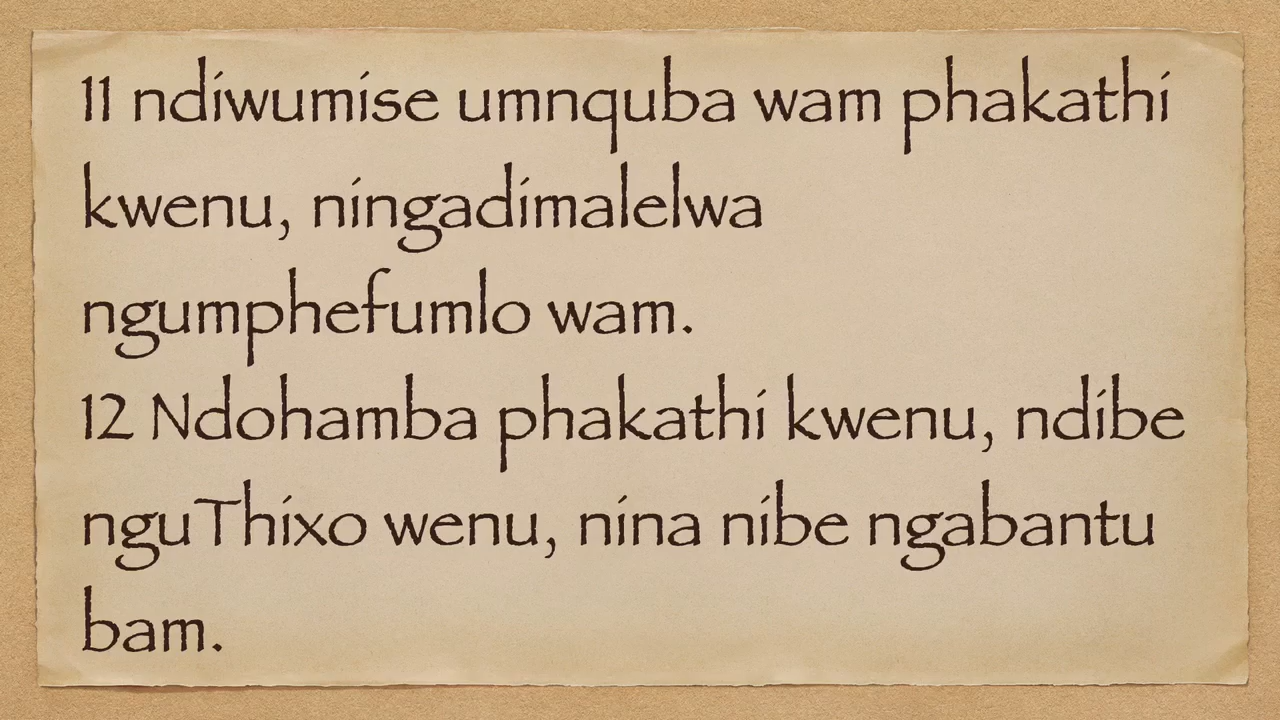 11 ndiwumise umnquba wam phakathi
kwenu, ningadimalelwa
ngumphefumlo wam.
12 Ndohamba phakathi kwenu, ndibe
nguThixo wenu, nina nibe ngabantu
bam.